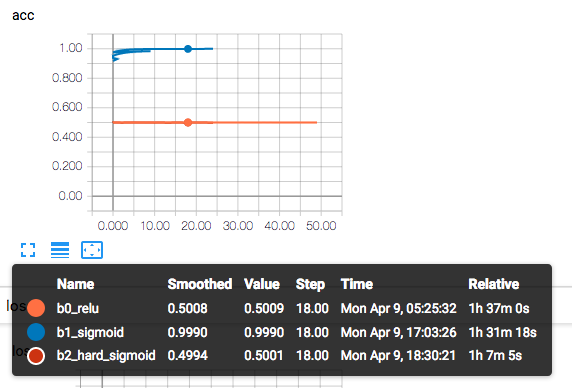 acc
1.00
0.800
0.600
0.400
0.200
0.00
0.000 10.00 20.00 30.00 40.00 50.00
Name Smoothed Value Step Time Relative
los
b0_relu 0.5008 0.5009 18.00 Mon Apr 9, 05:25:32 1h 37m 0s
b1_sigmoid 0.9990 0.9990 18.00 Mon Apr 9, 17:03:26 1h 31m 18s
los
b2_hard_sigmoid 0.4994 0.5001 18.00 Mon Apr 9, 18:30:21 1h 7m 5s